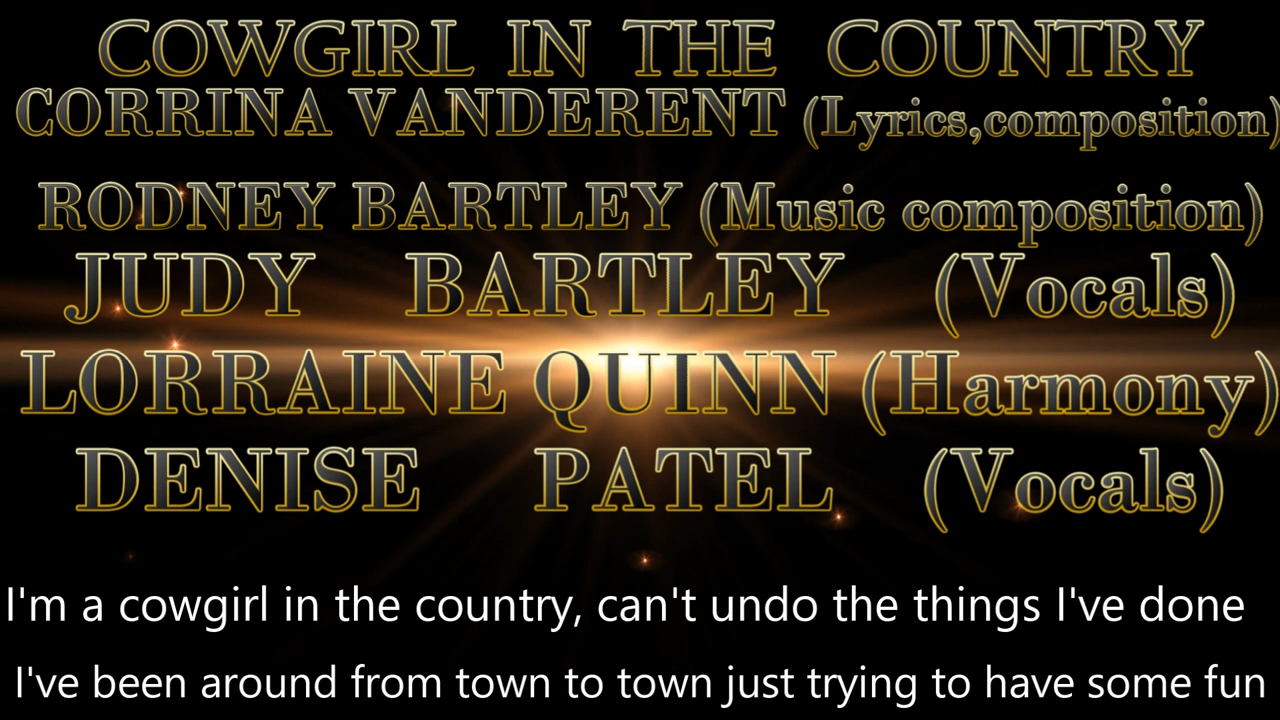 COWGIRL IN THE COUNTRY
CORRINA VANDERENT (Lyrics,composition)
RODNEY BARTLEY (Music composition)
JUDY BARTLEY (Vocals)
LORRAINE QUINN (Harmony)
DENISE PATEL (Vocals)
I'm a cowgirl in the country, can't undo the things I've done
I've been around from town to town just trying to have some fun